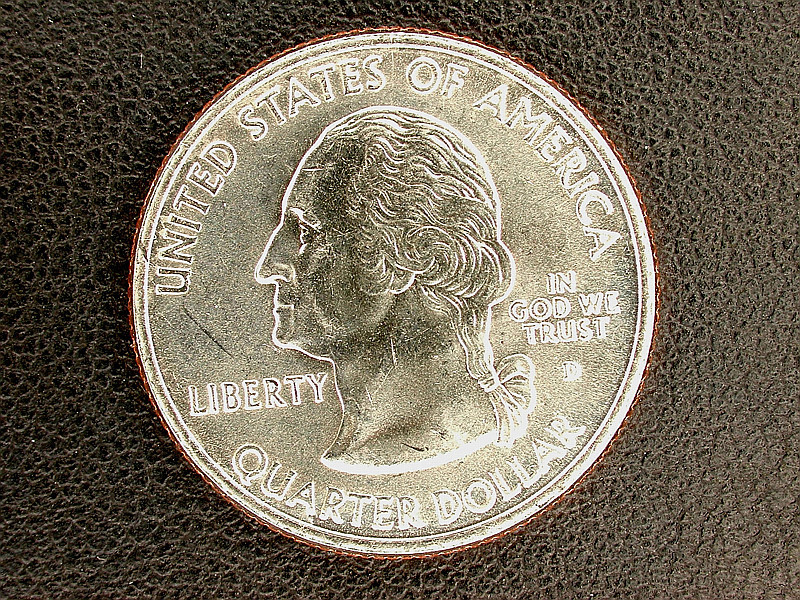 UNITED STATES OF AMERICA
IN
GOD WE
TRUST
D
LIBERTY
QUARTER DOLLAR